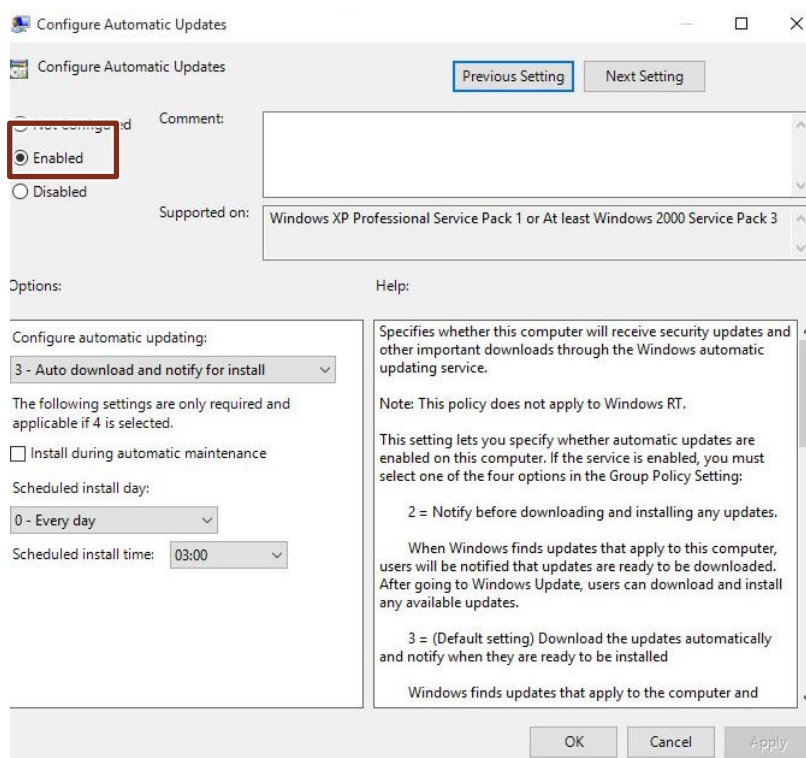 Configure Automatic Updates
Configure Automatic Updates
Previous Setting
Next Setting
Not Configured
Comment:
Enabled
Disabled
Supported on:
Windows XP Professional Service Pack 1 or At least Windows 2000 Service Pack 3
Options:
Help:
Configure automatic updating:
3 - Auto download and notify for install
The following settings are only required and
applicable if 4 is selected.
Install during automatic maintenance
Scheduled install day:
0 - Every day
Scheduled install time:
03:00
Specifies whether this computer will receive security updates and
other important downloads through the Windows automatic
updating service.
Note: This policy does not apply to Windows RT.
This setting lets you specify whether automatic updates are
enabled on this computer. If the service is enabled, you must
select one of the four options in the Group Policy Setting:
2 = Notify before downloading and installing any updates.
When Windows finds updates that apply to this computer,
users will be notified that updates are ready to be downloaded.
After going to Windows Update, users can download and install
any available updates.
3 = (Default setting) Download the updates automatically
and notify when they are ready to be installed
Windows finds updates that apply to the computer and
OK
Cancel
Apply